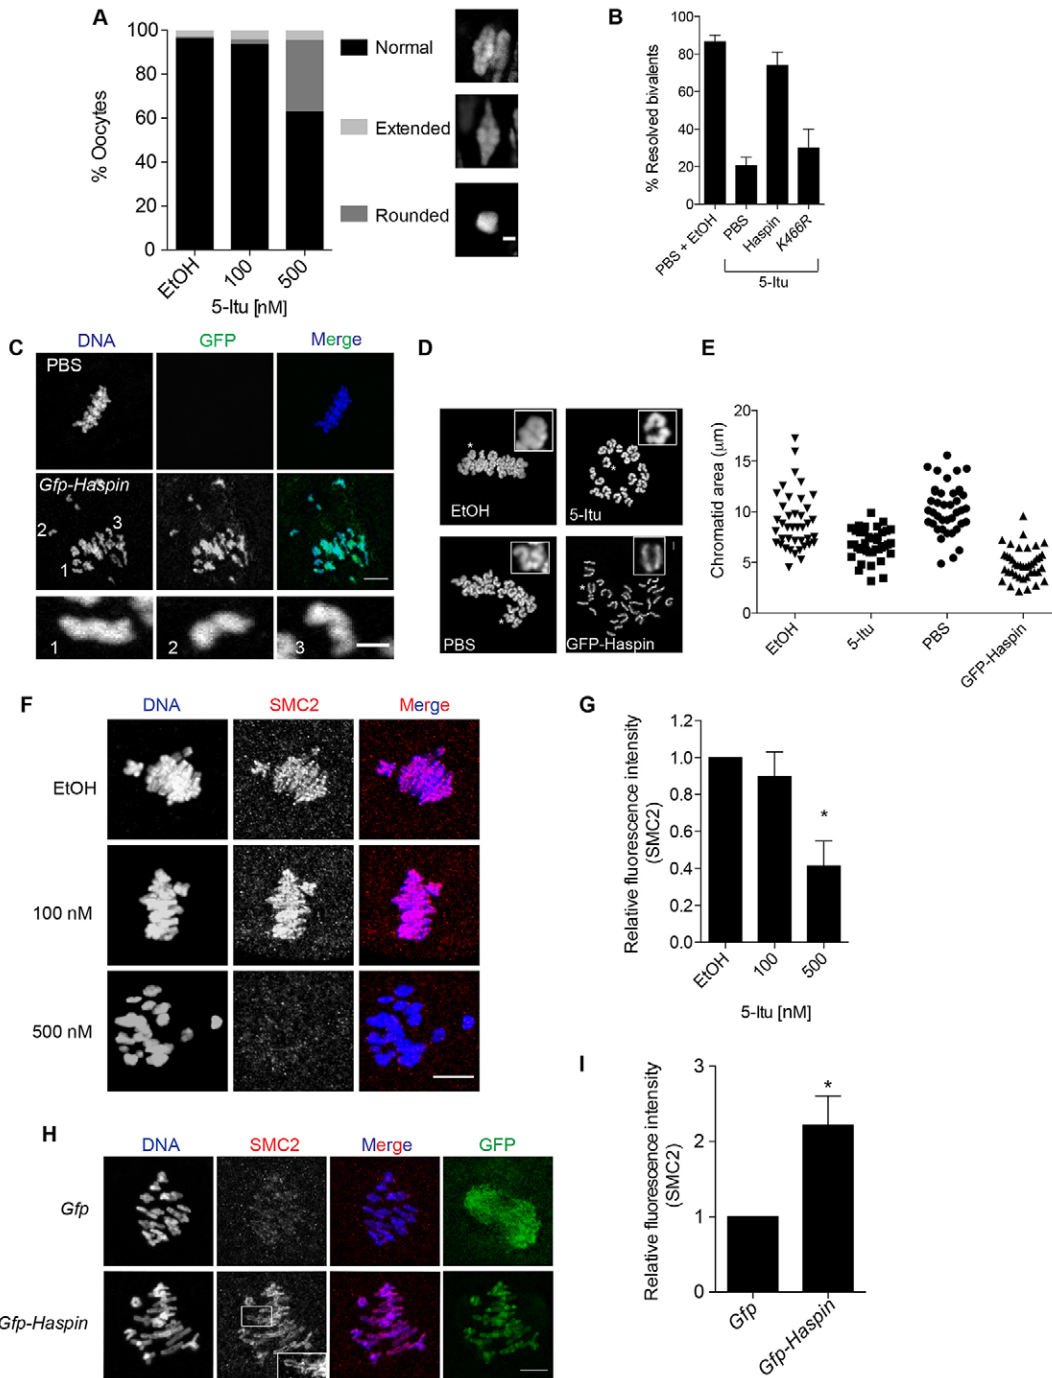 A
100
80
60
40
20
0
% Oocytes
EtOH
100
500
5-Itu [nM]
Normal
Extended
Rounded
B
100
80
60
40
20
0
% Resolved bivalents
PBS + EtOH
PBS
Haspin
K466R
5-Itu
C
DNA
GFP
Merge
PBS
Gfp-Haspin
2
3
1
1
2
3
D
*
EtOH
*
5-Itu
*
PBS
*
GFP-Haspin
E
20
15
10
5
0
Chromatid area (μm)
EtOH
5-Itu
PBS
GFP-Haspin
F
DNA
SMC2
Merge
EtOH
100 nM
500 nM
G
1.2
1.0
0.8
0.6
0.4
0.2
0.0
Relative fluorescence intensity
(SMC2)
*
EtOH
100
500
5-Itu [nM]
H
DNA
SMC2
Merge
GFP
Gfp
Gfp-Haspin
I
3
2
1
0
Relative fluorescence intensity
(SMC2)
*
Gfp
Gfp-Haspin